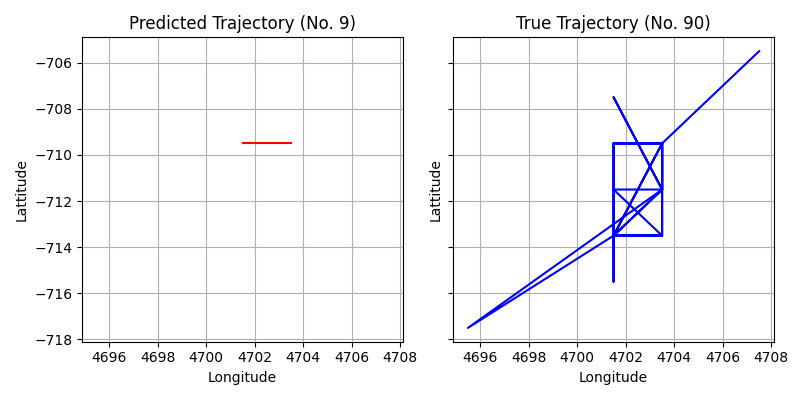 Predicted Trajectory (No. 9)
True Trajectory (No. 90)
−706
−708
−710
−712
−714
−716
−718
Lattitude
Lattitude
4696 4698 4700 4702 4704 4706 4708
4696 4698 4700 4702 4704 4706 4708
Longitude
Longitude